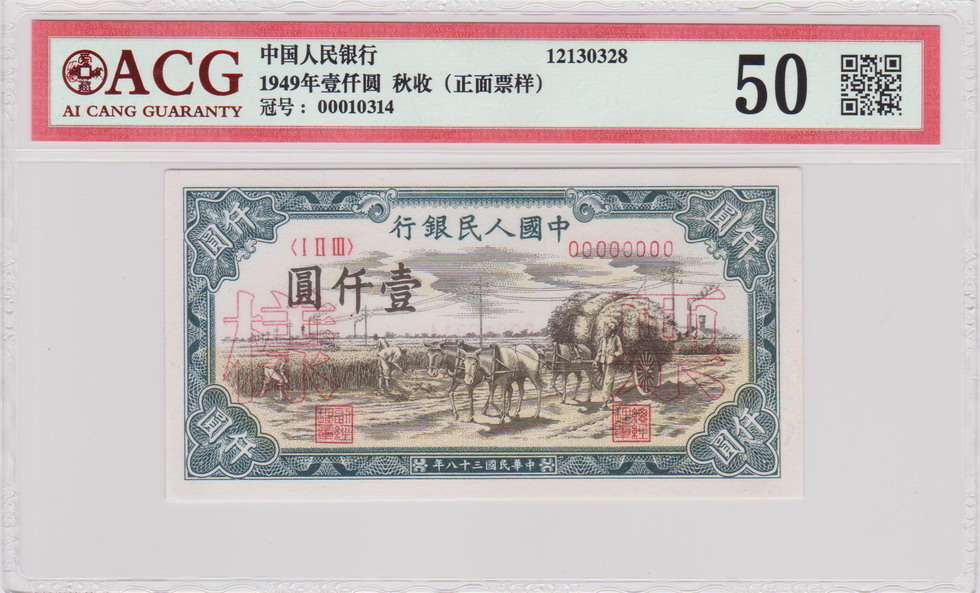 ACG
AI CANG GUARANTY
中国人民银行 12130328
1949年壹仟圆 秋收（正面票样）
冠号： 00010314
50
仟圓
圓仟
行銀民人國中
〈I II III〉
00000000
圓仟壹
樣
票
圓仟
仟圓
年八十三國民華中